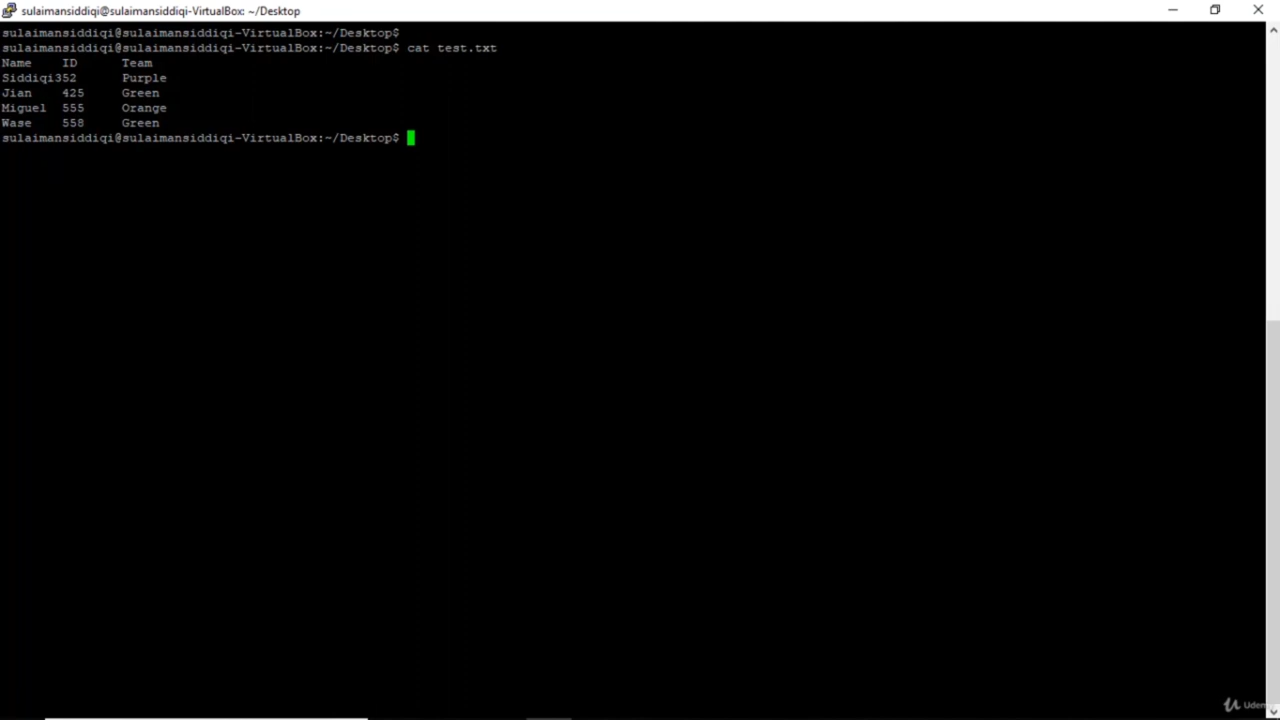 sulaimansiddiqi@sulaimansiddiqi-VirtualBox: ~/Desktop
sulaimansiddiqi@sulaimansiddiqi-VirtualBox:~/Desktop$
sulaimansiddiqi@sulaimansiddiqi-VirtualBox:~/Desktop$ cat test.txt
Name    ID      Team
Siddiqi352      Purple
Jian    425     Green
Miguel  555     Orange
Wase    558     Green
sulaimansiddiqi@sulaimansiddiqi-VirtualBox:~/Desktop$